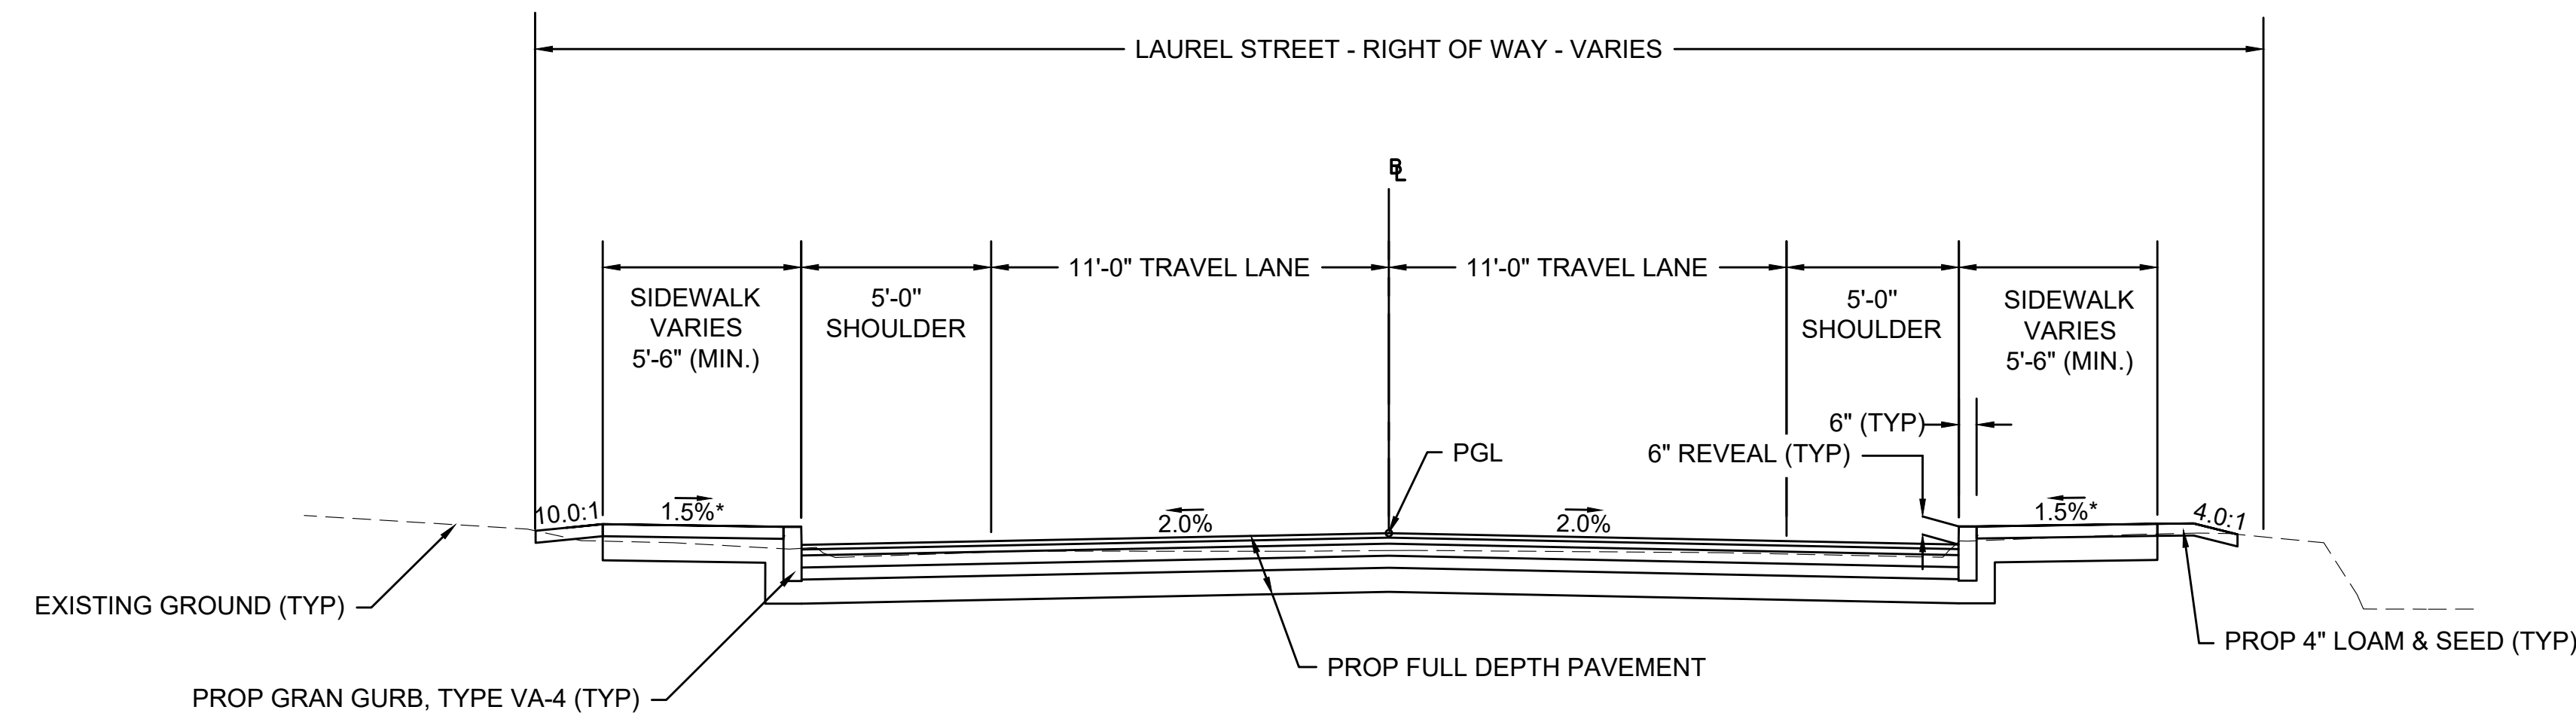 LAUREL STREET - RIGHT OF WAY - VARIES
BL
11'-0" TRAVEL LANE
11'-0" TRAVEL LANE
SIDEWALK
VARIES
5'-6" (MIN.)
5'-0"
SHOULDER
5'-0"
SHOULDER
SIDEWALK
VARIES
5'-6" (MIN.)
6" (TYP)
6" REVEAL (TYP)
PGL
10.0:1
1.5%*
2.0%
2.0%
1.5%*
4.0:1
EXISTING GROUND (TYP)
PROP 4" LOAM & SEED (TYP)
PROP FULL DEPTH PAVEMENT
PROP GRAN GURB, TYPE VA-4 (TYP)